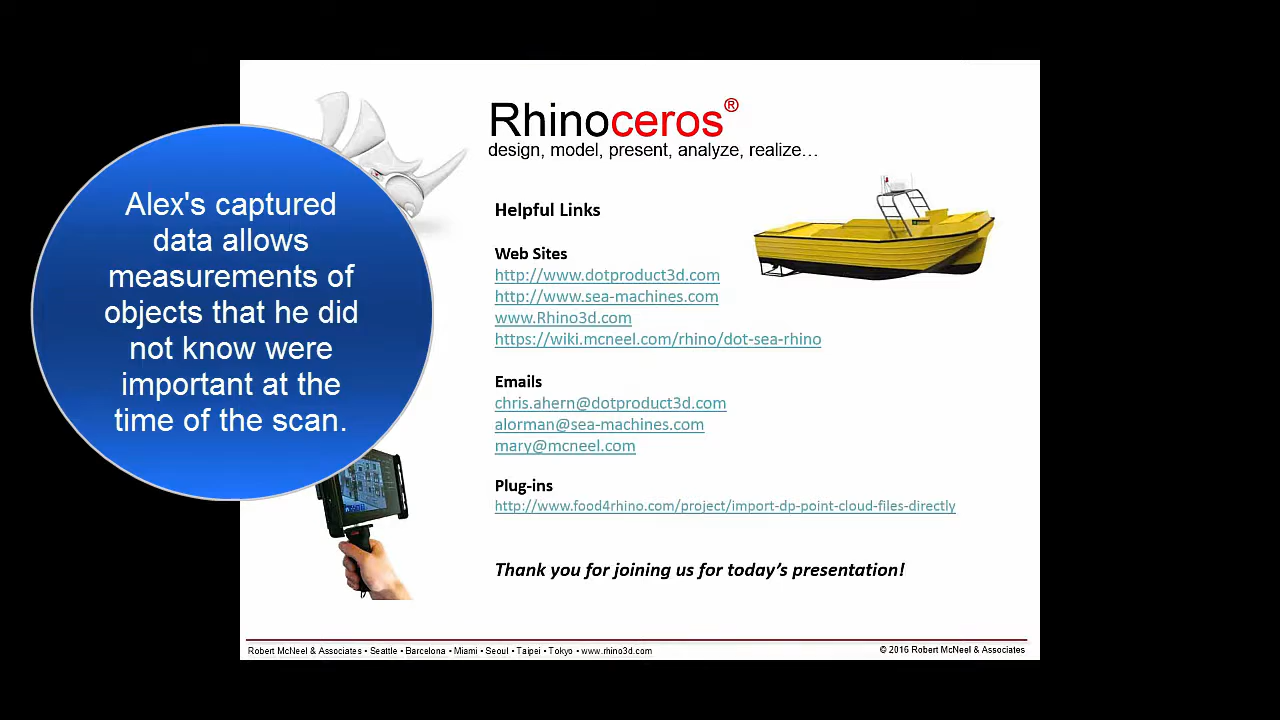 Rhinoceros®
design, model, present, analyze, realize…
Alex's captured
data allows
measurements of
objects that he did
not know were
important at the
time of the scan.
Helpful Links
Web Sites
http://www.dotproduct3d.com
http://www.sea-machines.com
www.Rhino3d.com
https://wiki.mcneel.com/rhino/dot-sea-rhino
Emails
chris.ahern@dotproduct3d.com
alorman@sea-machines.com
mary@mcneel.com
Plug-ins
http://www.food4rhino.com/project/import-dp-point-cloud-files-directly
Thank you for joining us for today's presentation!
Robert McNeel & Associates • Seattle • Barcelona • Miami • Seoul • Taipei • Tokyo • www.rhino3d.com
© 2016 Robert McNeel & Associates